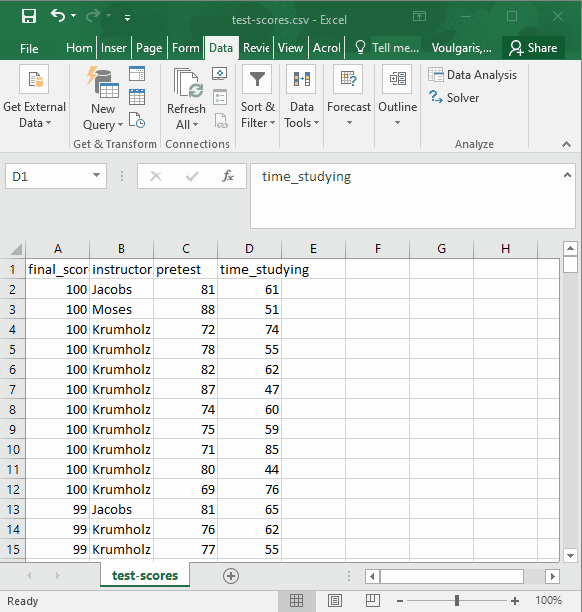 test-scores.csv - Excel
File Hom Inser Page Form Data Revie View Acrol Tell me... Voulgaris,... Share
Get External Data
New Query
Get & Transform
Refresh All
Connections
Sort & Filter
Data Tools
Forecast
Outline
Data Analysis
Solver
Analyze
D1 fx time_studying
A B C D E F G H
1 final_scor instructor pretest time_studying
2 100 Jacobs 81 61
3 100 Moses 88 51
4 100 Krumholz 72 74
5 100 Krumholz 78 55
6 100 Krumholz 82 62
7 100 Krumholz 87 47
8 100 Krumholz 74 60
9 100 Krumholz 75 59
10 100 Krumholz 71 85
11 100 Krumholz 80 44
12 100 Krumholz 69 76
13 99 Jacobs 81 65
14 99 Krumholz 76 62
15 99 Krumholz 77 55
test-scores
Ready 100%